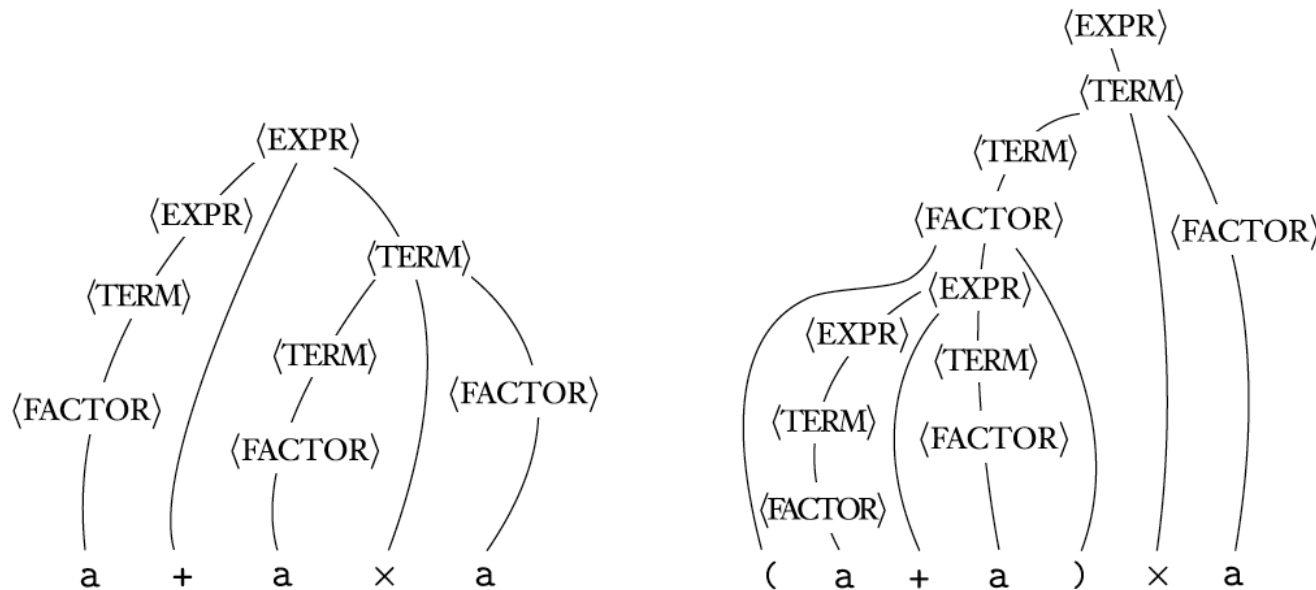 ⟨EXPR⟩
⟨EXPR⟩
⟨TERM⟩
⟨TERM⟩
⟨FACTOR⟩
⟨TERM⟩
⟨FACTOR⟩
⟨FACTOR⟩
a + a × a
⟨EXPR⟩
⟨TERM⟩
⟨TERM⟩
⟨FACTOR⟩
⟨FACTOR⟩
⟨EXPR⟩
⟨EXPR⟩
⟨TERM⟩
⟨TERM⟩
⟨FACTOR⟩
⟨FACTOR⟩
( a + a ) × a